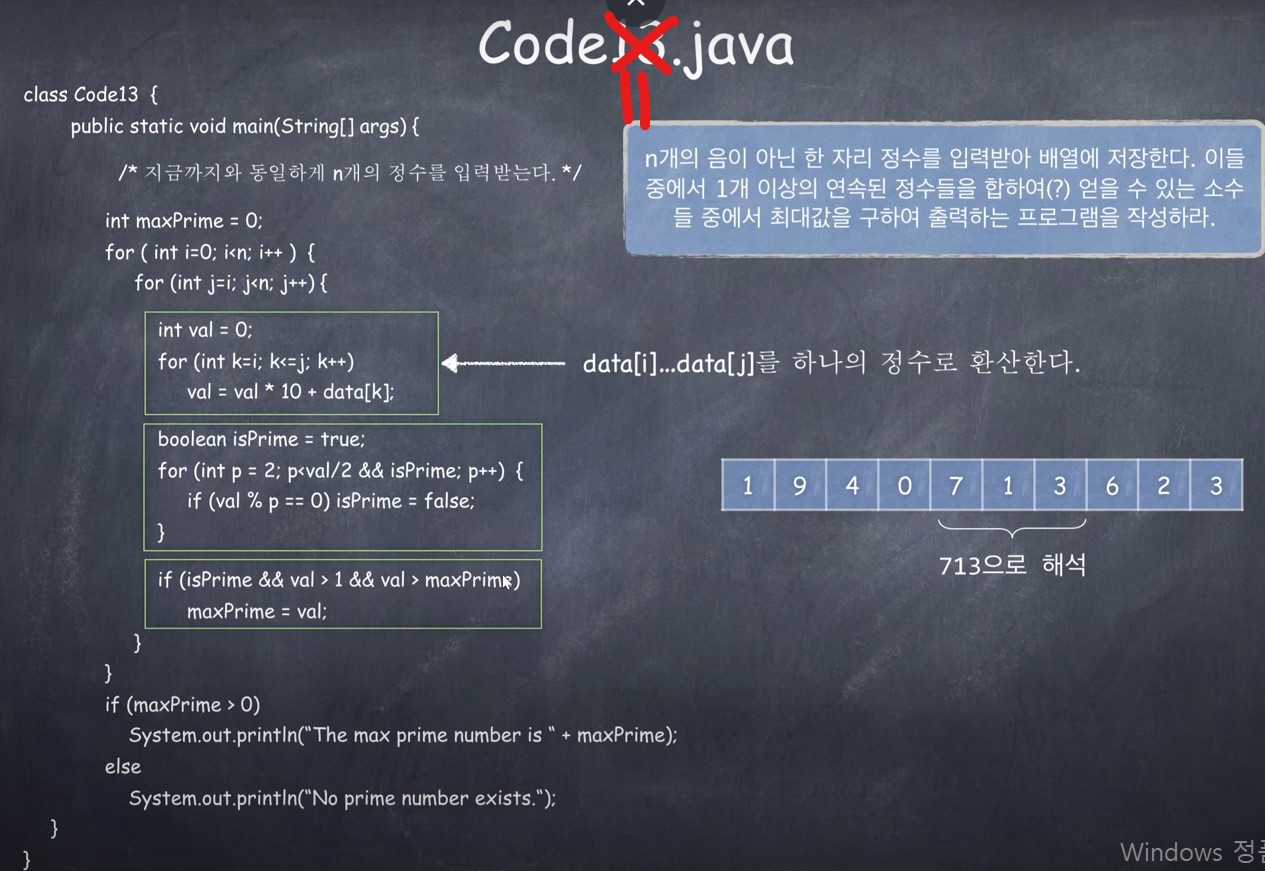 Code13.java
class Code13 {
public static void main(String[] args) {
/* 지금까지와 동일하게 n개의 정수를 입력받는다. */
n개의 음이 아닌 한 자리 정수를 입력받아 배열에 저장한다. 이들
중에서 1개 이상의 연속된 정수들을 합하여(?) 얻을 수 있는 소수
들 중에서 최대값을 구하여 출력하는 프로그램을 작성하라.
int maxPrime = 0;
for ( int i=0; i<n; i++ ) {
for (int j=i; j<n; j++) {
int val = 0;
for (int k=i; k<=j; k++)
val = val * 10 + data[k];
data[i]...data[j]를 하나의 정수로 환산한다.
boolean isPrime = true;
for (int p = 2; p<val/2 && isPrime; p++) {
if (val % p == 0) isPrime = false;
}
1 9 4 0 7 1 3 6 2 3
713으로 해석
if (isPrime && val > 1 && val > maxPrime)
maxPrime = val;
}
}
if (maxPrime > 0)
System.out.println("The max prime number is “ + maxPrime);
else
System.out.println("No prime number exists.“);
}
}
Windows 정품